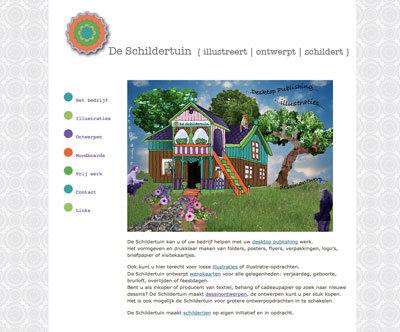 De Schildertuin { illustreert | ontwerpt | schildert }
Het bedrijf
Illustraties
Ontwerpen
Moodboards
Vrij werk
Contact
Links
Desktop Publishing
illustraties
De Schildertuin
dessinontwerp
De Schildertuin kan u of uw bedrijf helpen met uw desktop publishing werk.
Het vormgeven en drukklaar maken van folders, posters, flyers, verpakkingen, logo's,
briefpapier of visitekaartjes.
Ook kunt u hier terecht voor losse illustraties of illustratie-opdrachten.
De Schildertuin ontwerpt wenskaarten voor alle gelegenheden: verjaardag, geboorte,
bruiloft, overlijden of feestdagen.
Bent u als inkoper of producent van textiel, behang of cadeaupapier op zoek naar nieuwe
dessins? De Schildertuin maakt dessinontwerpen, de ontwerpen kunt u per stuk kopen.
Het is ook mogelijk de Schildertuin voor grotere ontwerpopdrachten in te schakelen.
De Schildertuin maakt schilderijen op eigen initiatief en in opdracht.